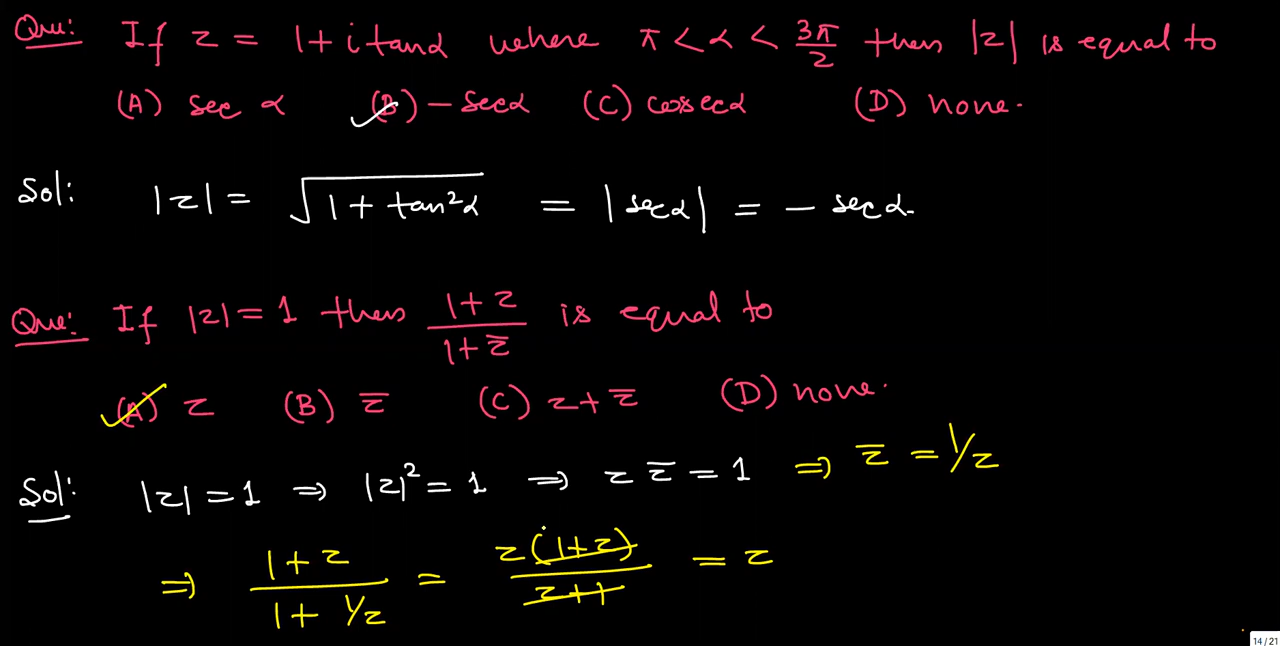 Que: If z = 1 + i tanα where π < α < 3π/2 then |z| is equal to
(A) sec α (B) - secα (C) cosecα (D) none.
Sol: |z| = √(1 + tan²α) = |secα| = - sec α.
Que: If |z| = 1 then (1 + z)/(1 + z̅) is equal to
(A) z (B) z̅ (C) z + z̅ (D) none.
Sol: |z| = 1 ⇒ |z|² = 1 ⇒ z z̅ = 1 ⇒ z̅ = 1/z
⇒ (1 + z)/(1 + 1/z) = z(1+z)/(z+1) = z
14 / 21